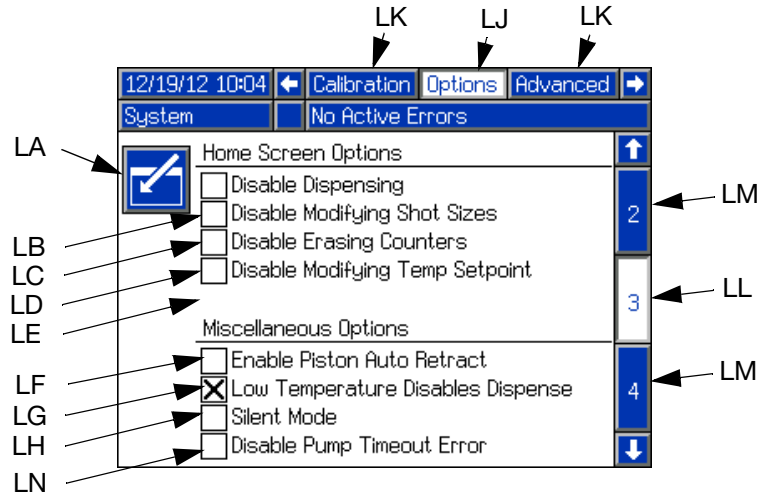 LK LJ LK
12/19/12 10:04 Calibration Options Advanced
System No Active Errors
LA Home Screen Options
Disable Dispensing
LB Disable Modifying Shot Sizes 2 LM
LC Disable Erasing Counters
LD Disable Modifying Temp Setpoint
LE 3 LL
Miscellaneous Options
LF Enable Piston Auto Retract
LG Low Temperature Disables Dispense 4 LM
LH Silent Mode
LN Disable Pump Timeout Error